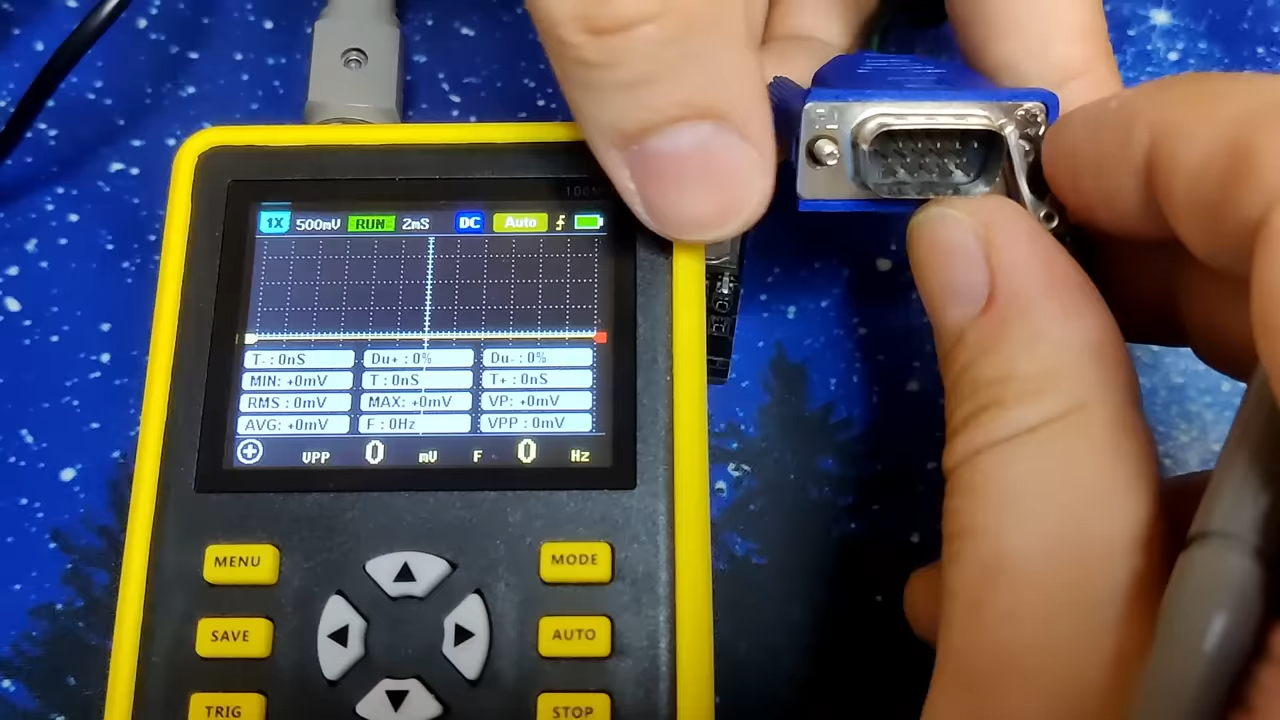 1X 500mV RUN 2mS DC Auto
T- : 0nS Du+ : 0% Du- : 0%
MIN: +0mV T : 0nS T+ : 0nS
RMS : 0mV MAX: +0mV VP: +0mV
AVG: +0mV F : 0Hz VPP : 0mV
VPP 0 mV F 0 Hz
MENU MODE
SAVE AUTO
TRIG STOP